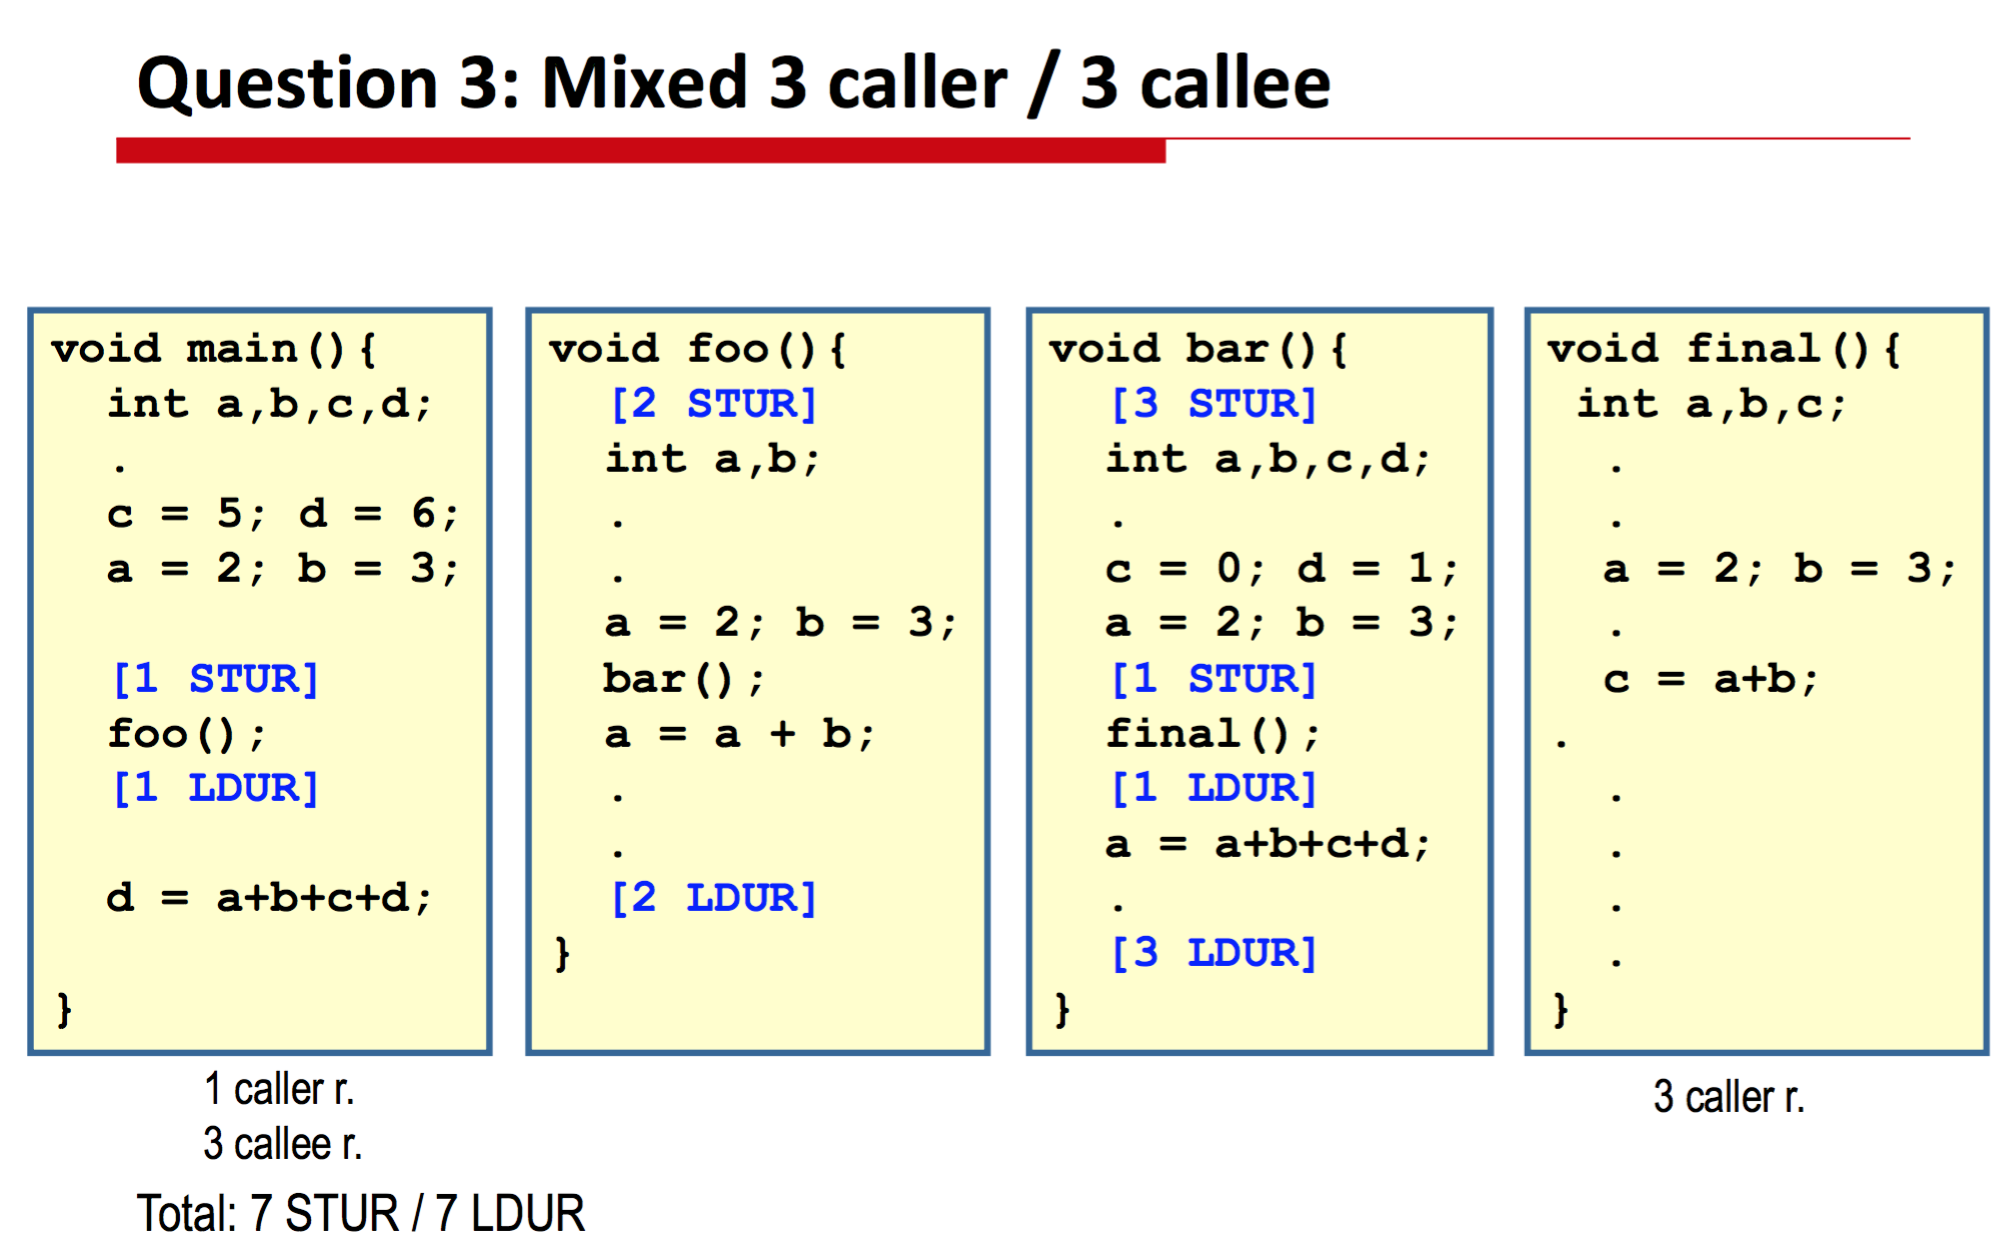 Question 3: Mixed 3 caller / 3 callee
void main(){
int a,b,c,d;
.
c = 5; d = 6;
a = 2; b = 3;
[1 STUR]
foo();
[1 LDUR]
d = a+b+c+d;
}
1 caller r.
3 callee r.
void foo(){
[2 STUR]
int a,b;
.
.
a = 2; b = 3;
bar();
a = a + b;
.
.
[2 LDUR]
}
void bar(){
[3 STUR]
int a,b,c,d;
.
c = 0; d = 1;
a = 2; b = 3;
[1 STUR]
final();
[1 LDUR]
a = a+b+c+d;
.
[3 LDUR]
}
void final(){
int a,b,c;
.
.
a = 2; b = 3;
.
c = a+b;
.
.
.
.
.
}
3 caller r.
Total: 7 STUR / 7 LDUR